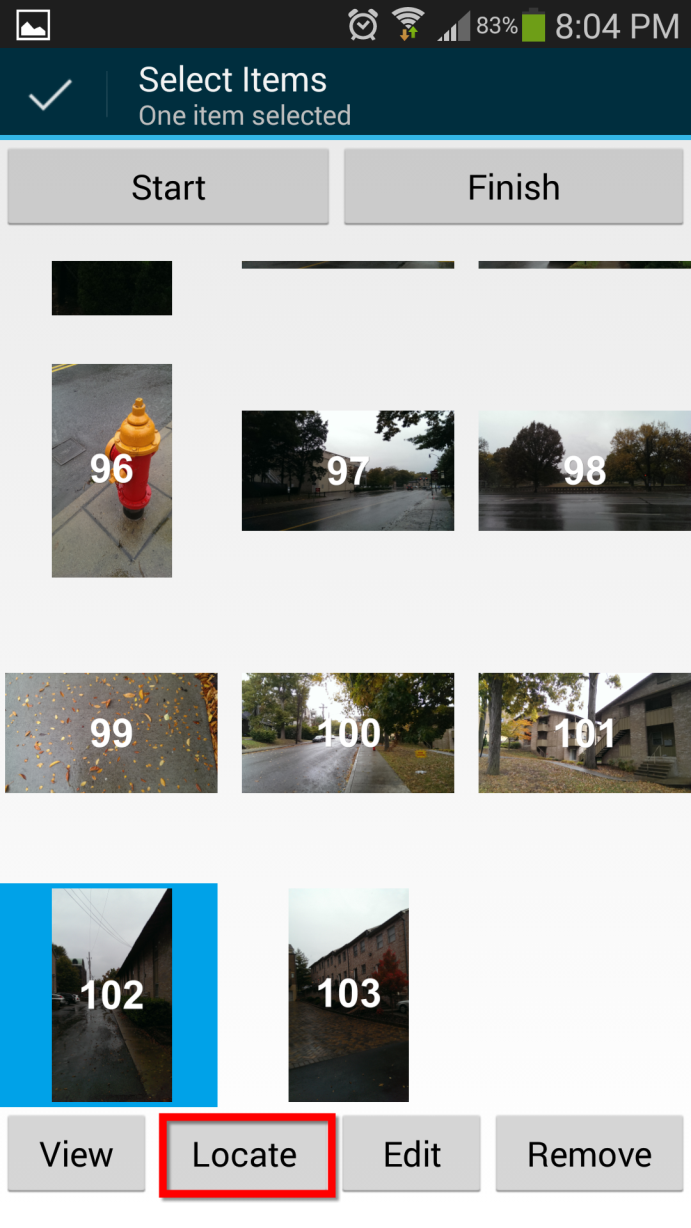 83% 8:04 PM
Select Items
One item selected
Start Finish
96 97 98
99 100 101
102 103
View Locate Edit Remove